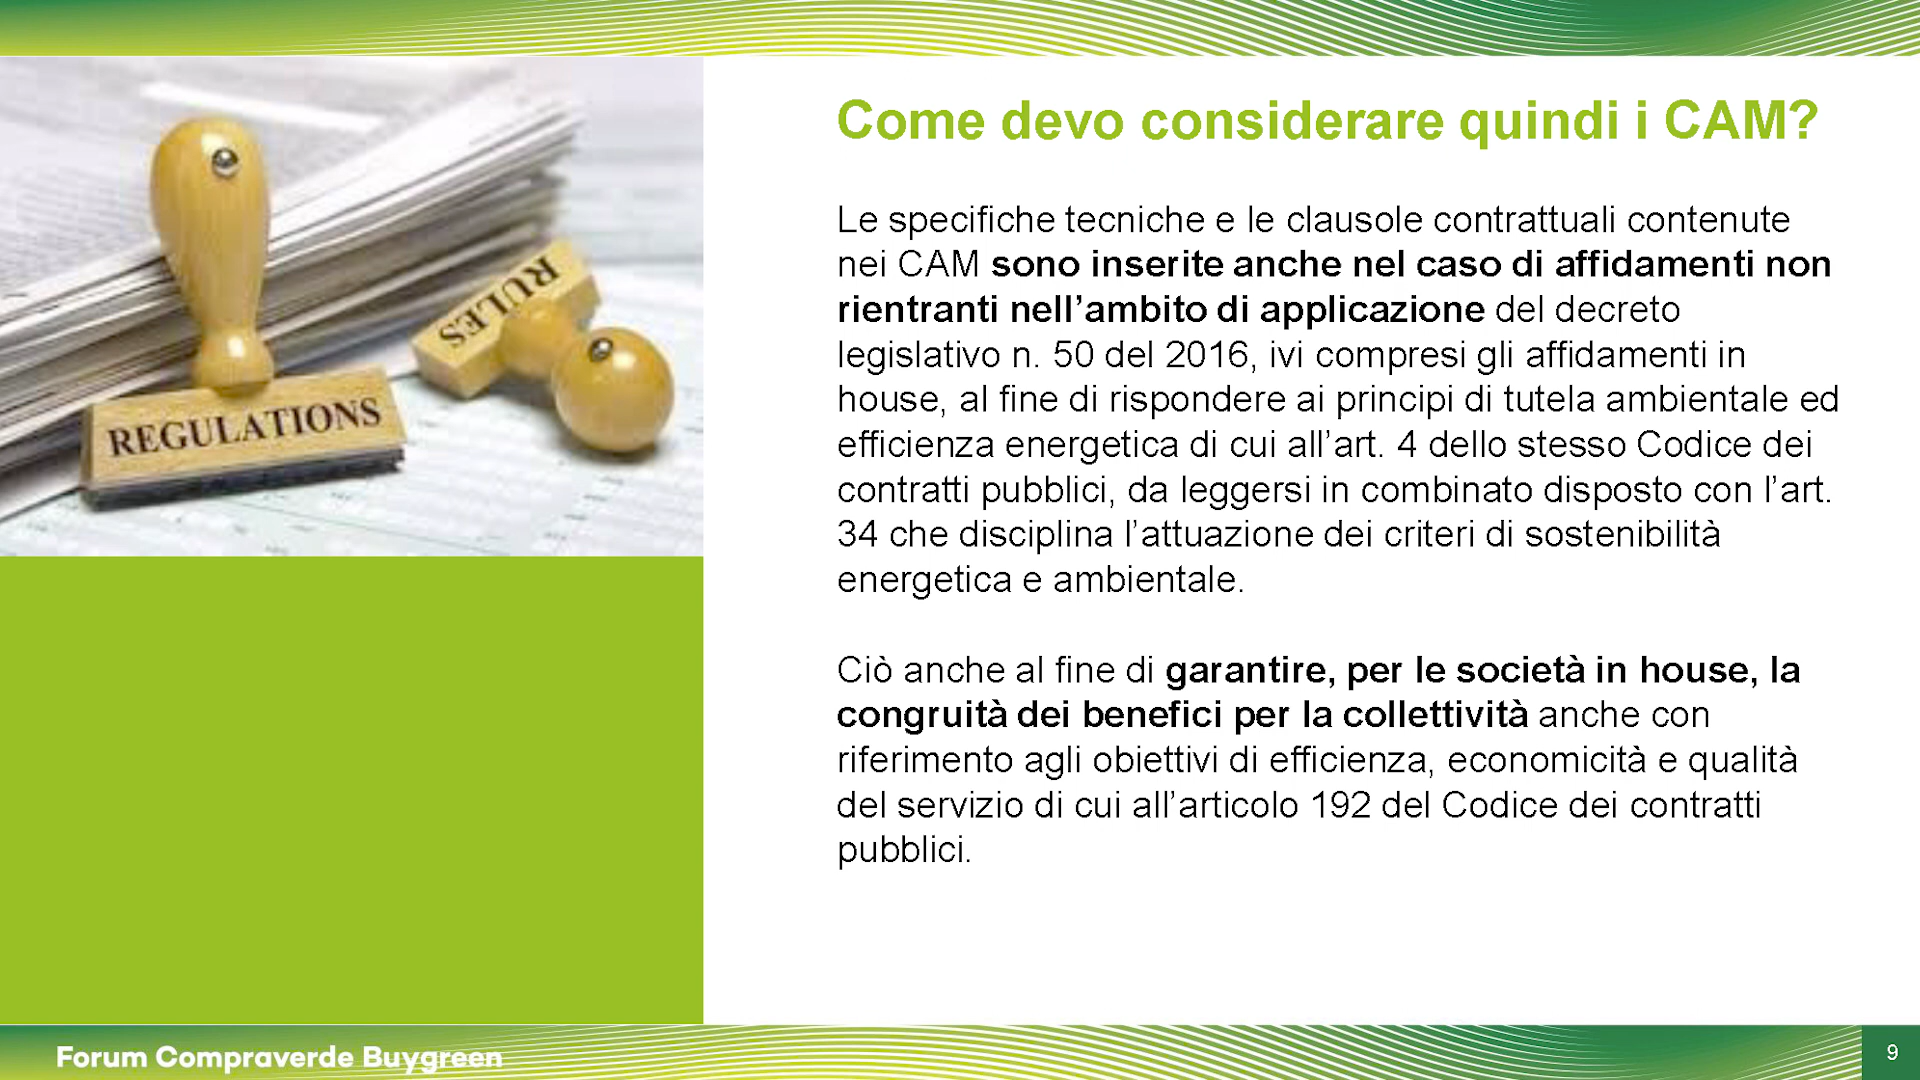 Come devo considerare quindi i CAM?
REGULATIONS
RULES
Le specifiche tecniche e le clausole contrattuali contenute
nei CAM sono inserite anche nel caso di affidamenti non
rientranti nell’ambito di applicazione del decreto
legislativo n. 50 del 2016, ivi compresi gli affidamenti in
house, al fine di rispondere ai principi di tutela ambientale ed
efficienza energetica di cui all’art. 4 dello stesso Codice dei
contratti pubblici, da leggersi in combinato disposto con l’art.
34 che disciplina l’attuazione dei criteri di sostenibilità
energetica e ambientale.
Ciò anche al fine di garantire, per le società in house, la
congruità dei benefici per la collettività anche con
riferimento agli obiettivi di efficienza, economicità e qualità
del servizio di cui all’articolo 192 del Codice dei contratti
pubblici.
Forum Compraverde Buygreen
9